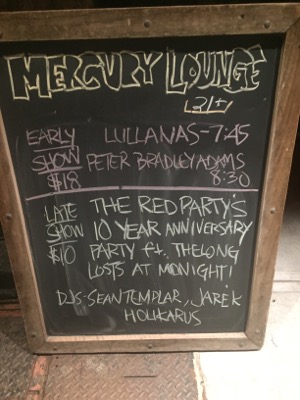 MERCURY LOUNGE
21+
EARLY LULLANAS-7:45
SHOW PETER BRADLEY ADAMS
$18 8:30
LATE THE RED PARTY'S
SHOW 10 YEAR ANNIVERSARY
$10 PARTY ft. THE LONG
LOSTS AT MIDNIGHT!
DJS-SEAN TEMPLAR, JAREK